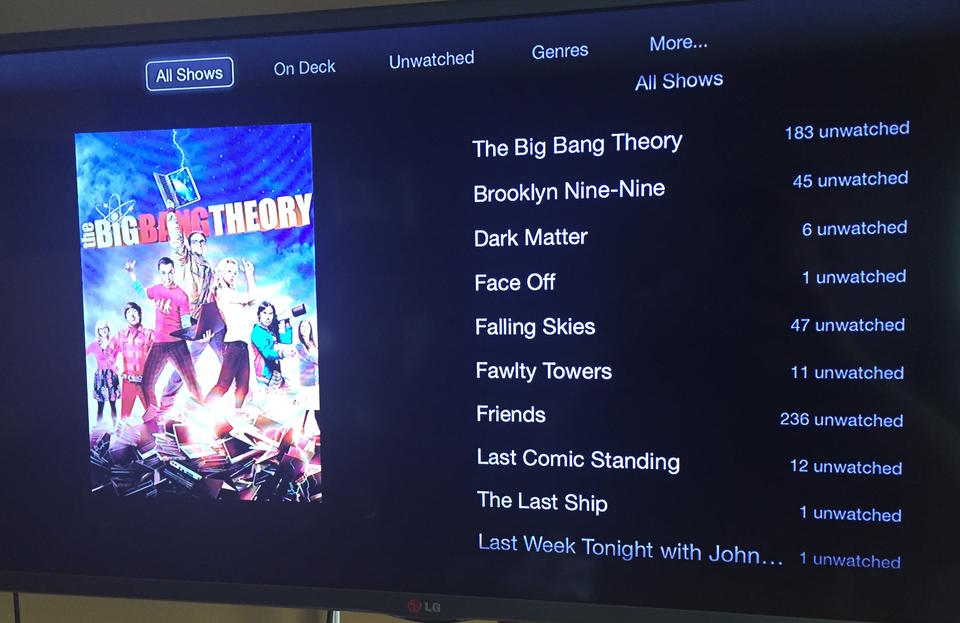 All Shows
On Deck
Unwatched
Genres
More...
All Shows
the BIG BANG THEORY
The Big Bang Theory 183 unwatched
Brooklyn Nine-Nine 45 unwatched
Dark Matter 6 unwatched
Face Off 1 unwatched
Falling Skies 47 unwatched
Fawlty Towers 11 unwatched
Friends 236 unwatched
Last Comic Standing 12 unwatched
The Last Ship 1 unwatched
Last Week Tonight with John... 1 unwatched
LG